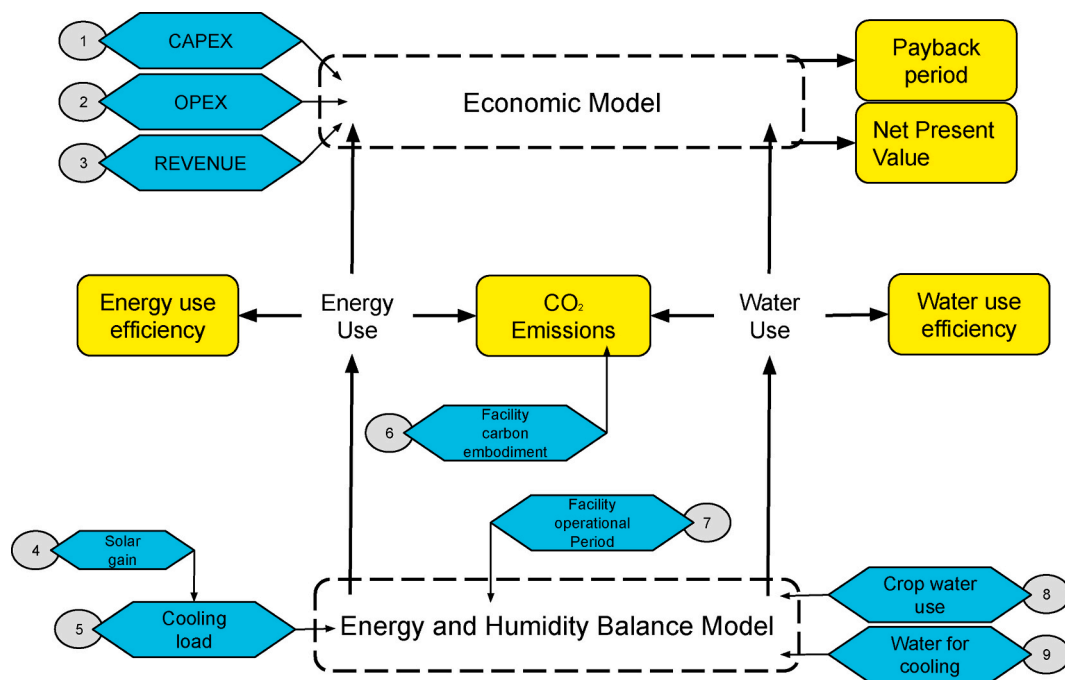 1
CAPEX
2
OPEX
3
REVENUE
Economic Model
Payback
period
Net Present
Value
Energy use
efficiency
Energy
Use
CO₂
Emissions
Water
Use
Water use
efficiency
6
Facility
carbon
embodiment
Facility
operational
Period
7
4
Solar
gain
5
Cooling
load
Energy and Humidity Balance Model
Crop water
use
8
Water for
cooling
9